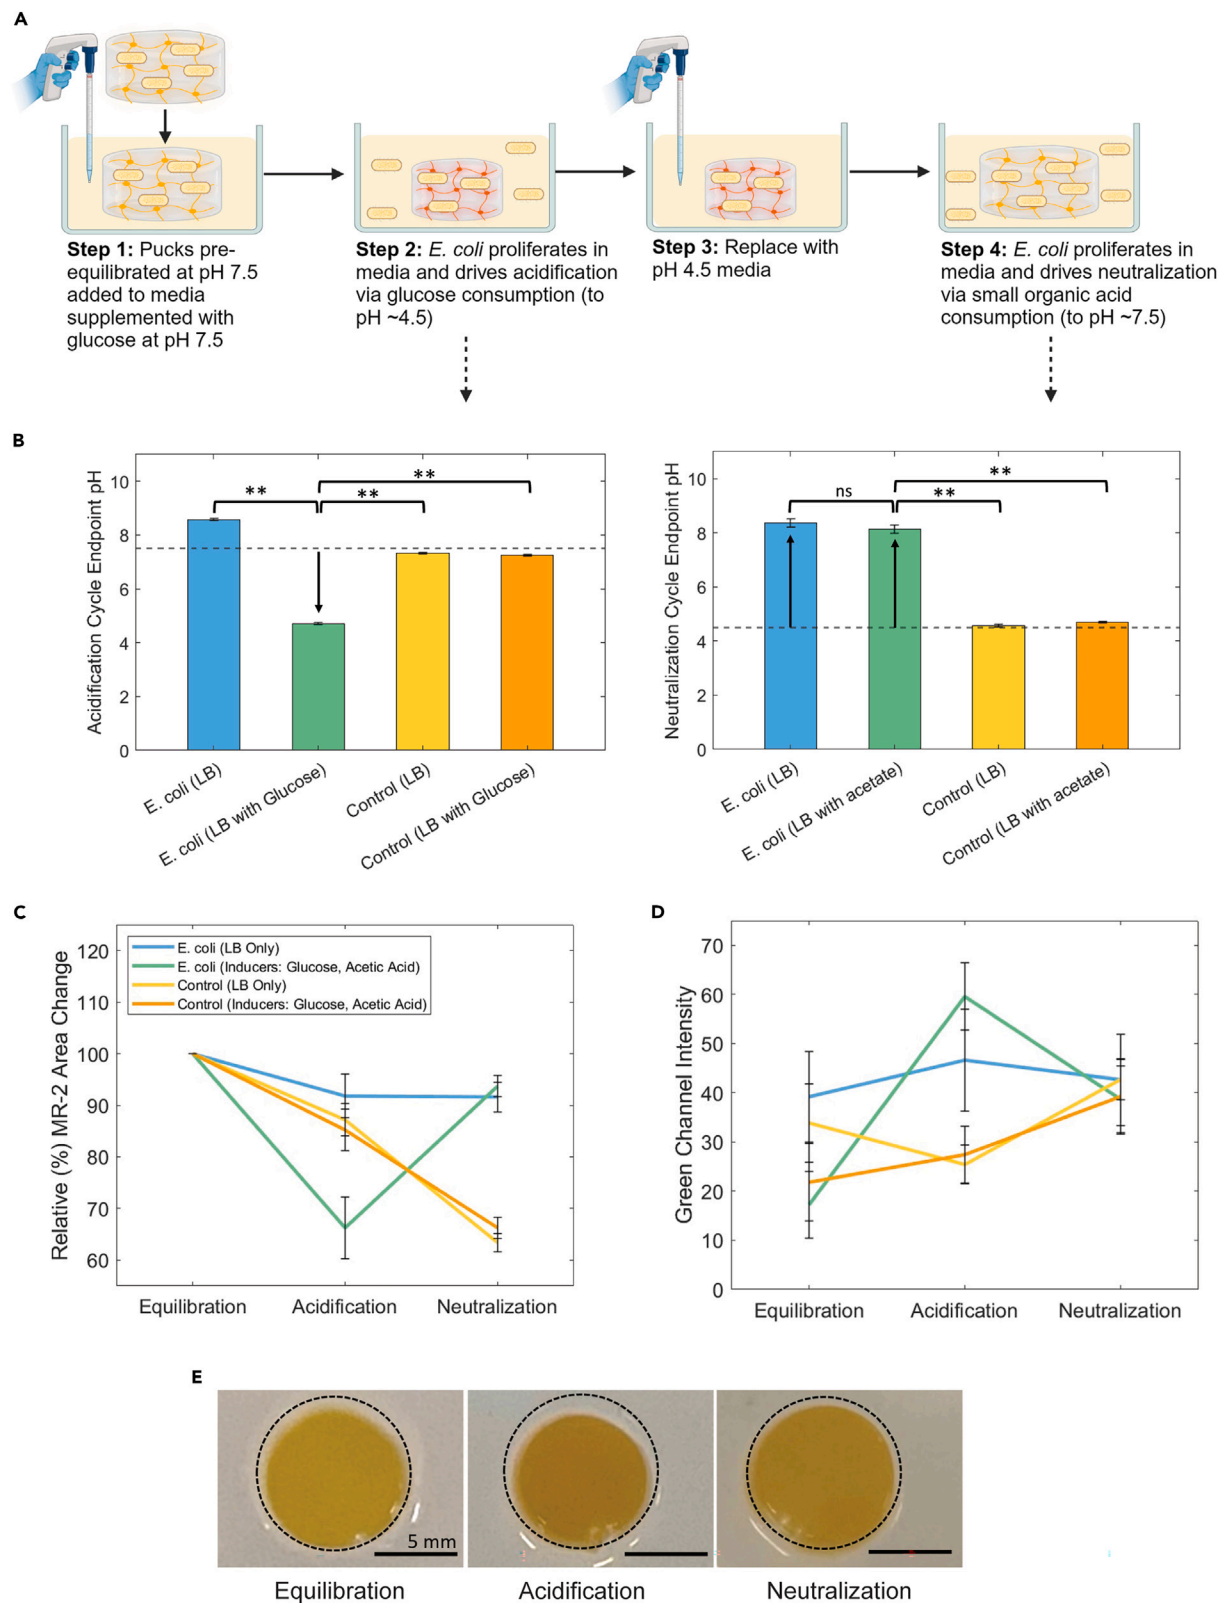 A
Step 1: Pucks pre-
equilibrated at pH 7.5
added to media
supplemented with
glucose at pH 7.5
Step 2: E. coli proliferates in
media and drives acidification
via glucose consumption (to
pH ~4.5)
Step 3: Replace with
pH 4.5 media
Step 4: E. coli proliferates in
media and drives neutralization
via small organic acid
consumption (to pH ~7.5)
B
Acidification Cycle Endpoint pH
10
8
6
4
2
0
**
**
**
E. coli (LB)
E. coli (LB with Glucose)
Control (LB)
Control (LB with Glucose)
Neutralization Cycle Endpoint pH
10
8
6
4
2
0
ns
**
**
E. coli (LB)
E. coli (LB with acetate)
Control (LB)
Control (LB with acetate)
C
Relative (%) MR-2 Area Change
120
110
100
90
80
70
60
E. coli (LB Only)
E. coli (Inducers: Glucose, Acetic Acid)
Control (LB Only)
Control (Inducers: Glucose, Acetic Acid)
Equilibration
Acidification
Neutralization
D
Green Channel Intensity
70
60
50
40
30
20
10
0
Equilibration
Acidification
Neutralization
E
5 mm
Equilibration
Acidification
Neutralization